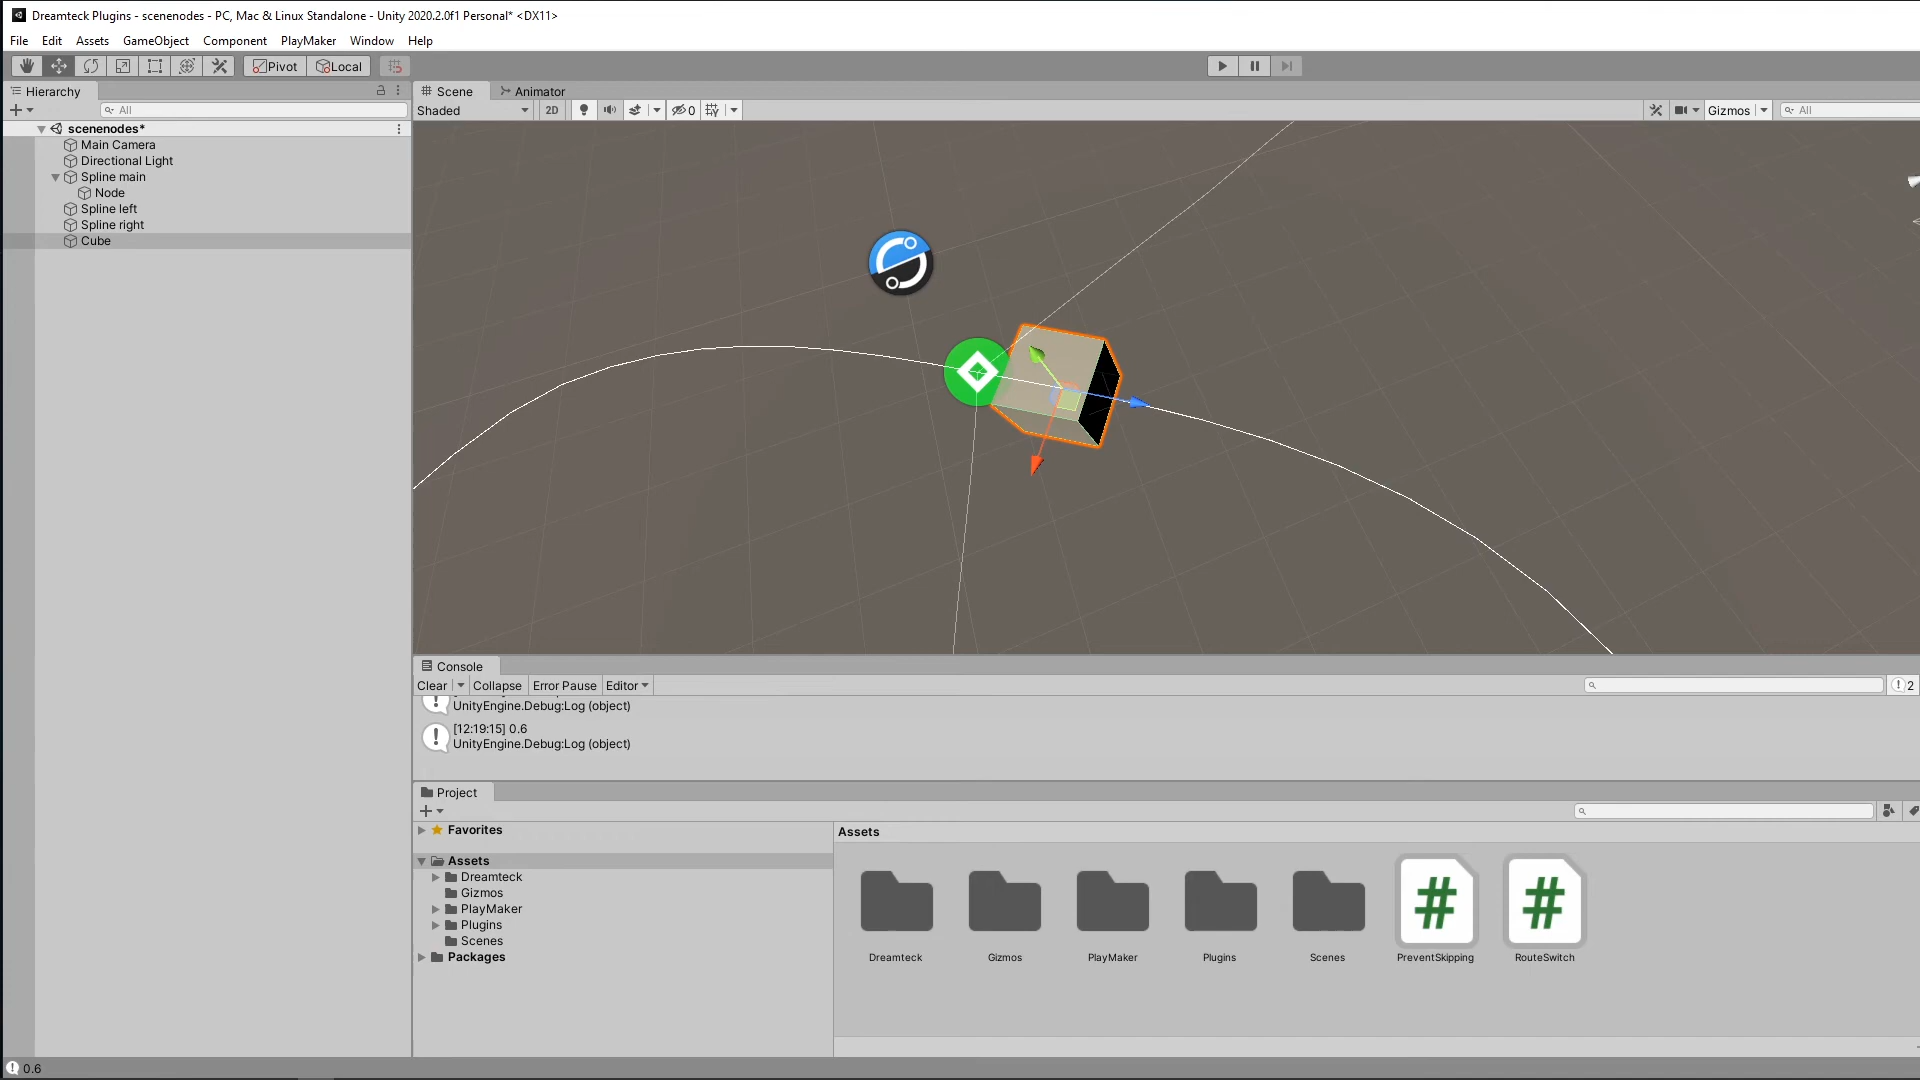 Dreamteck Plugins - scenenodes - PC, Mac & Linux Standalone - Unity 2020.2.0f1 Personal* <DX11>
File Edit Assets GameObject Component PlayMaker Window Help
Pivot Local
Hierarchy
All
scenenodes*
Main Camera
Directional Light
Spline main
Node
Spline left
Spline right
Cube
Scene Animator
Shaded 2D 0 Gizmos All
Console
Clear Collapse Error Pause Editor 2
UnityEngine.Debug:Log (object)
[12:19:15] 0.6
UnityEngine.Debug:Log (object)
Project
Favorites
Assets
Dreamteck
Gizmos
PlayMaker
Plugins
Scenes
Packages
Assets
Dreamteck Gizmos PlayMaker Plugins Scenes PreventSkipping RouteSwitch
0.6